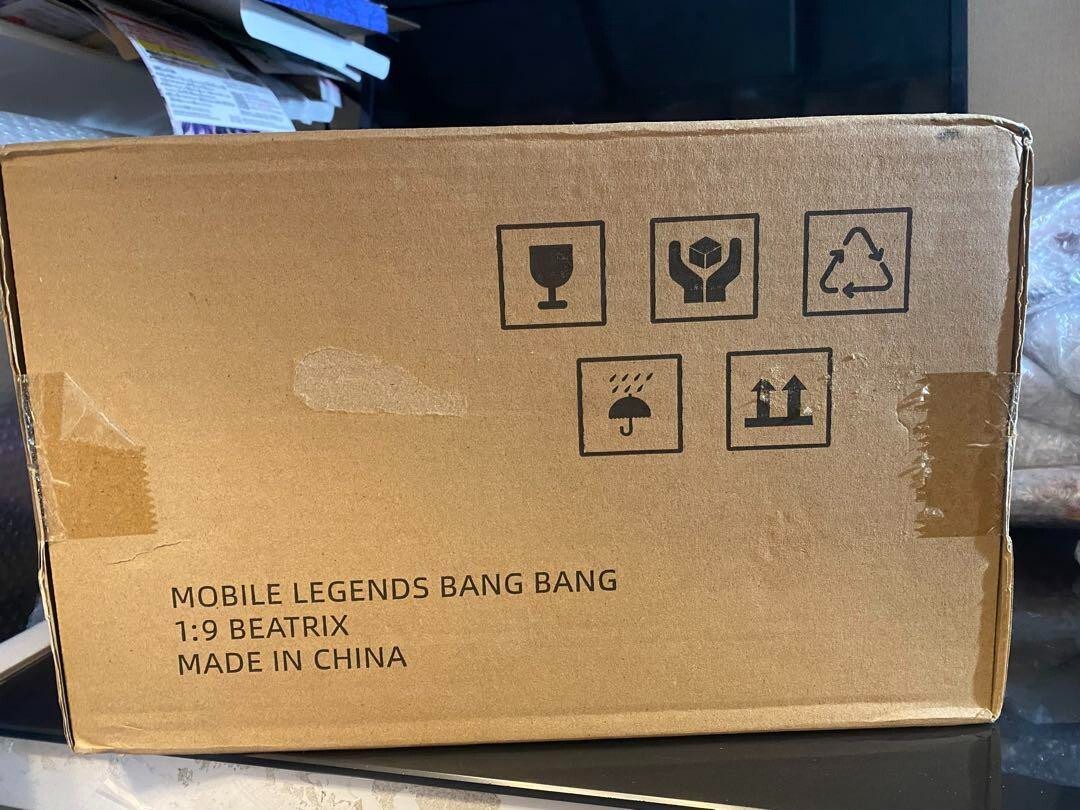 MOBILE LEGENDS BANG BANG
1:9 BEATRIX
MADE IN CHINA